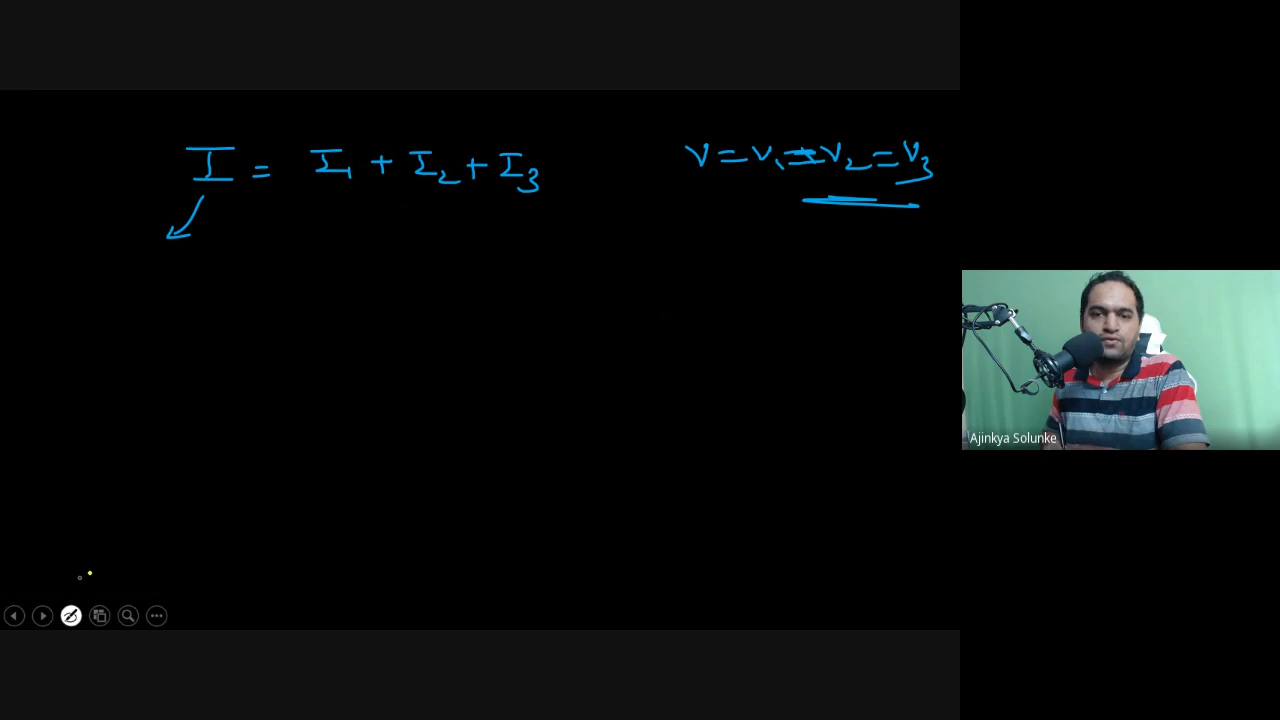 I = I1 + I2 + I3
V = V1 = V2 = V3
Ajinkya Solunke